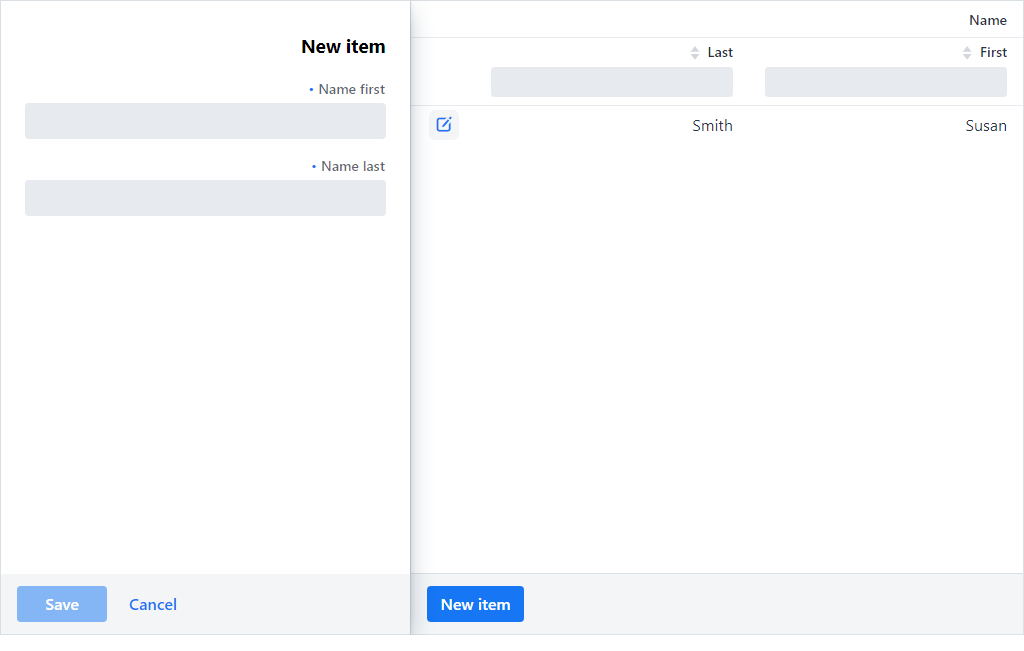 New item
• Name first
• Name last
Save
Cancel
Name
Last
First
Smith
Susan
New item